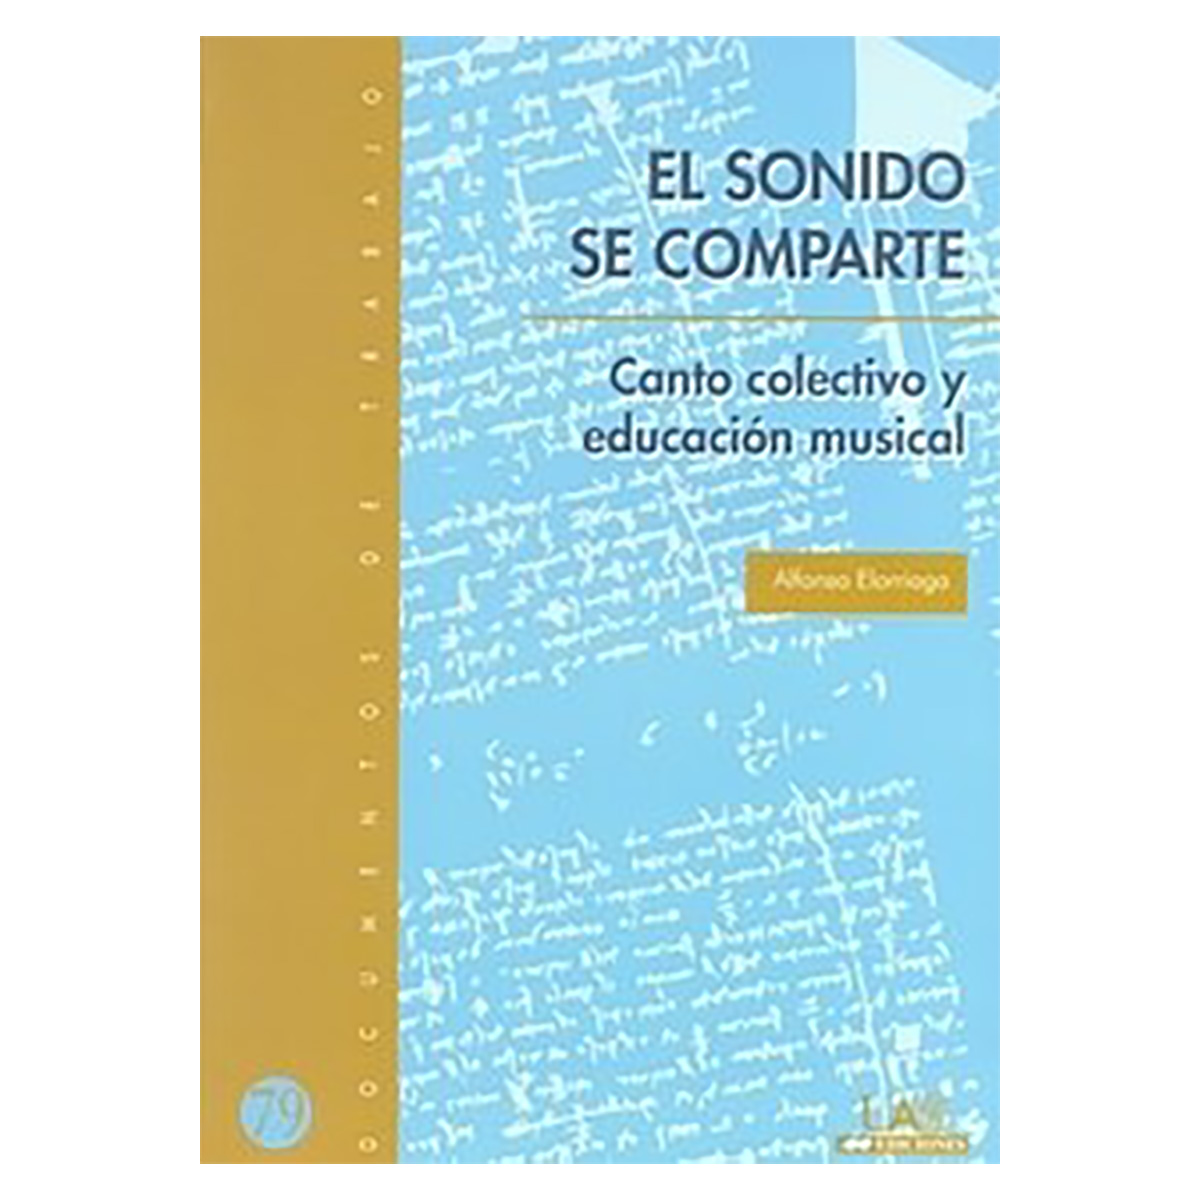 EL SONIDO
SE COMPARTE
Canto colectivo y
educación musical
Alfonso Elorriaga
DOCUMENTOS DE TRABAJO
79
EDICIONES